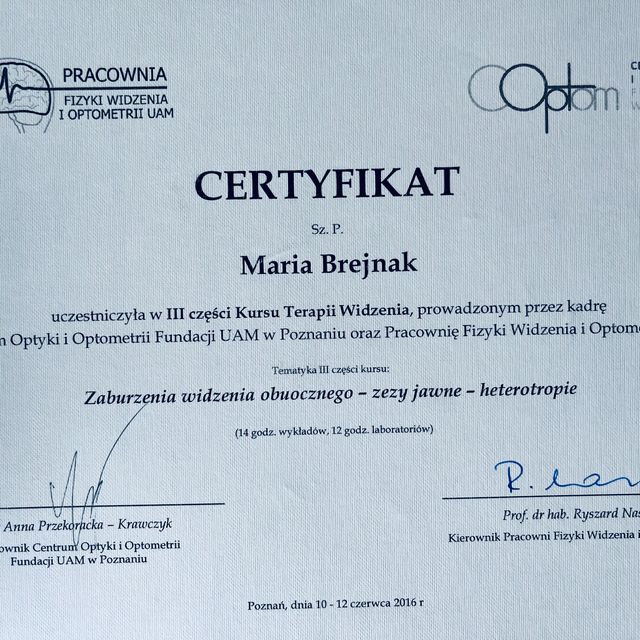 PRACOWNIA
FIZYKI WIDZENIA
I OPTOMETRII UAM
COptom
I
CERTYFIKAT
Sz. P.
Maria Brejnak
uczestniczyła w III części Kursu Terapii Widzenia, prowadzonym przez kadrę
Optyki i Optometrii Fundacji UAM w Poznaniu oraz Pracownię Fizyki Widzenia i
Tematyka III części kursu:
Zaburzenia widzenia obuocznego – zezy jawne – heterotropie
(14 godz. wykładów, 12 godz. laboratoriów)
Anna Przekoracka – Krawczyk
Centrum Optyki i Optometrii
Fundacji UAM w Poznaniu
R.
Prof. dr hab. Ryszard
Kierownik Pracowni Fizyki Widzenia i
Poznań, dnia 10 - 12 czerwca 2016 r